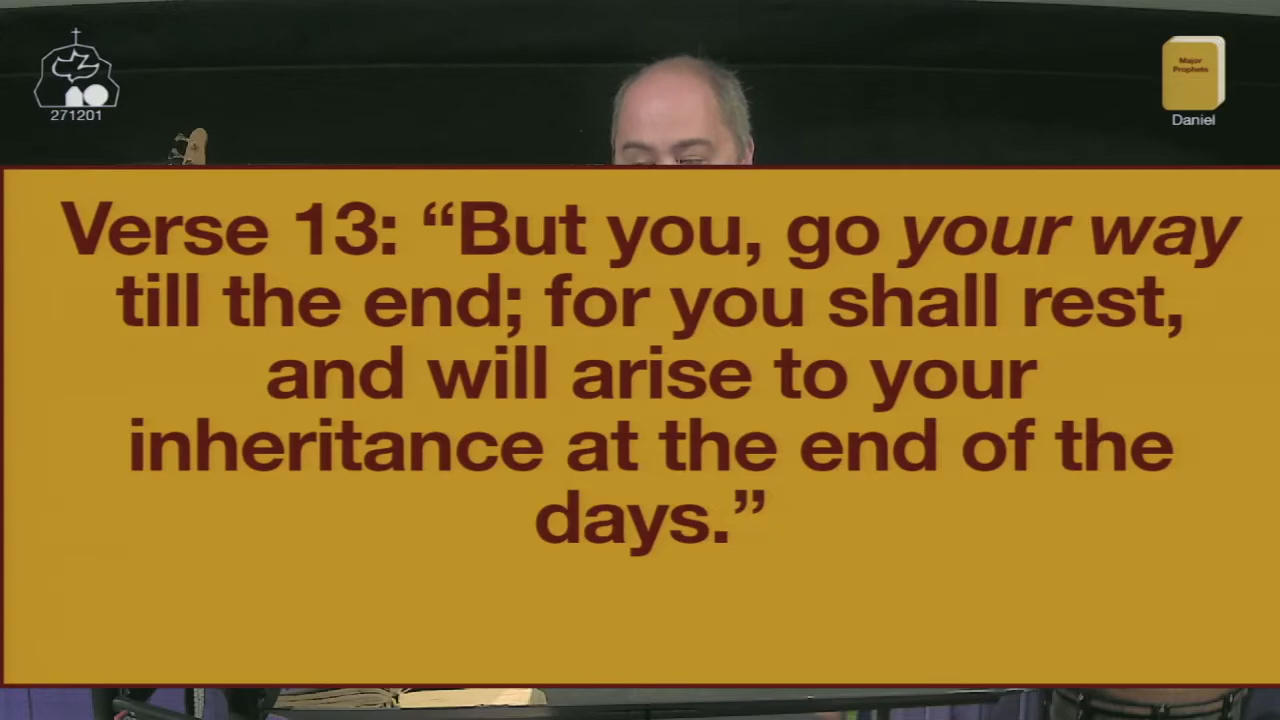 271201
Major
Prophets
Daniel
Verse 13: “But you, go your way
till the end; for you shall rest,
and will arise to your
inheritance at the end of the
days.”